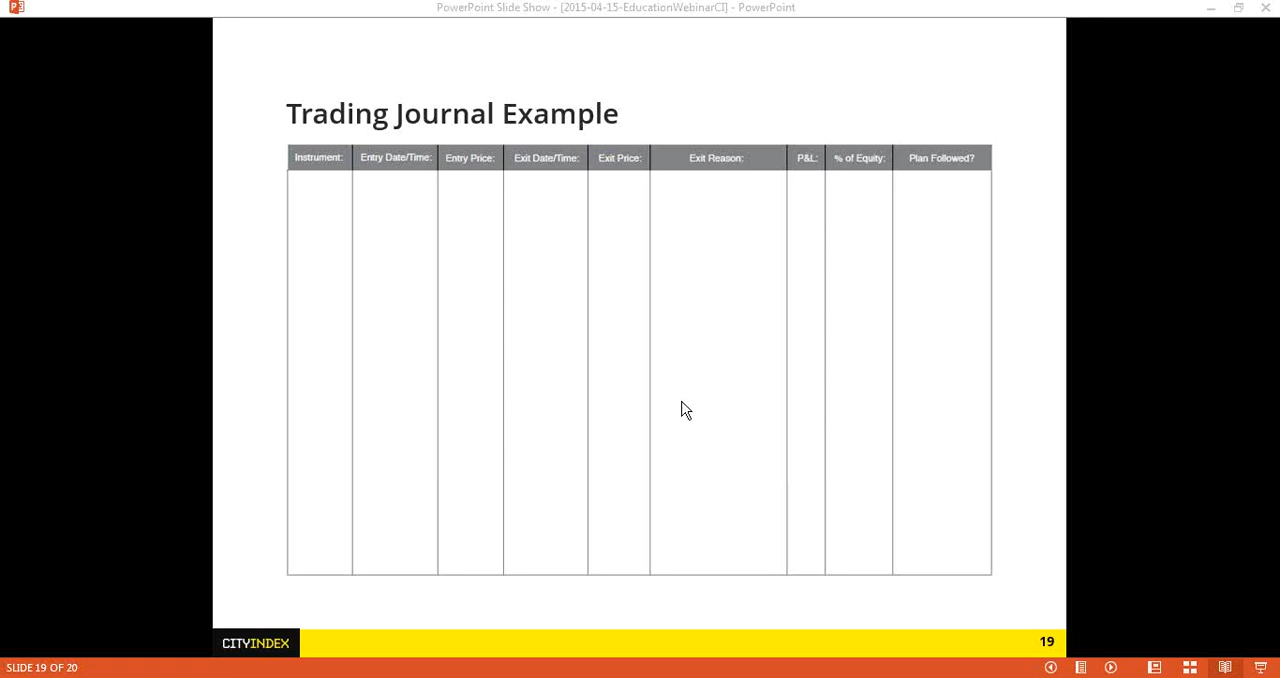 PowerPoint Slide Show - [2015-04-15-EducationWebinarCI] - PowerPoint
Trading Journal Example
Instrument: Entry Date/Time: Entry Price: Exit Date/Time: Exit Price: Exit Reason: P&L: % of Equity: Plan Followed?
CITYINDEX 19
SLIDE 19 OF 20